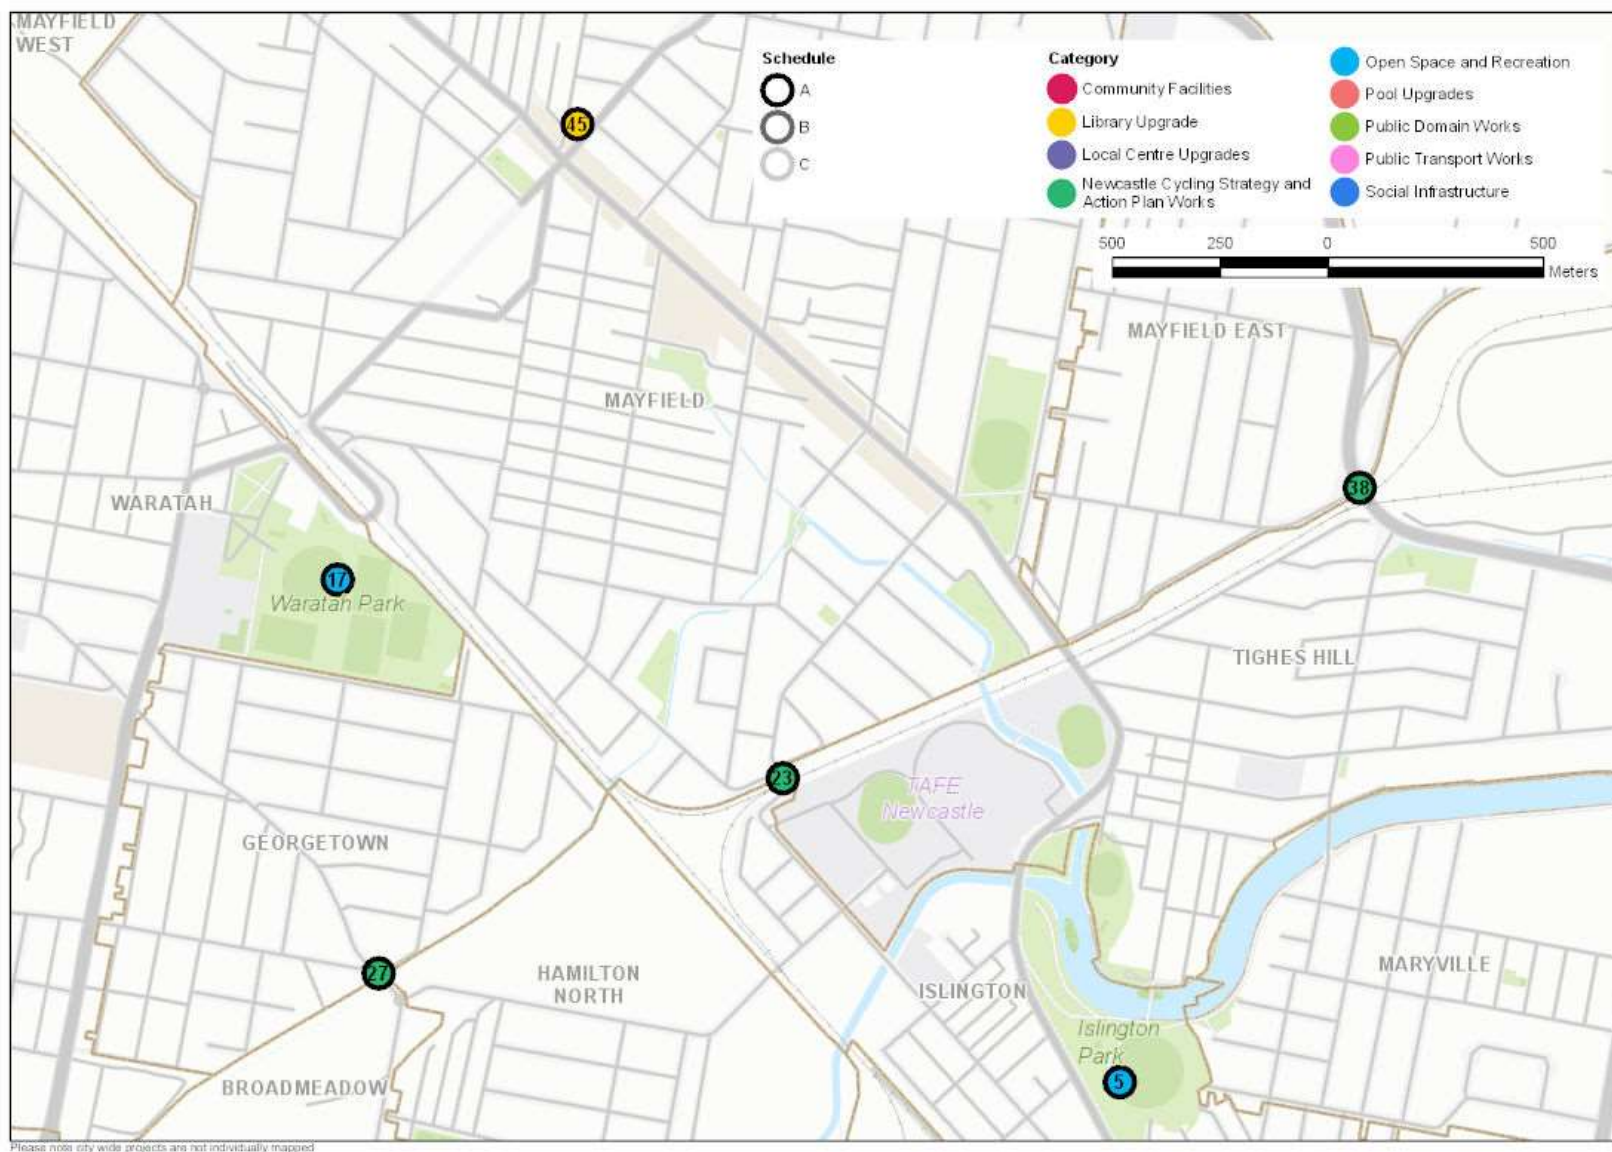 MAYFIELD
WEST
Schedule
A
B
C
Category
Community Facilities
Library Upgrade
Local Centre Upgrades
Newcastle Cycling Strategy and
Action Plan Works
Open Space and Recreation
Pool Upgrades
Public Domain Works
Public Transport Works
Social Infrastructure
500 250 0 500
Meters
45
MAYFIELD EAST
MAYFIELD
38
WARATAH
17
Waratah Park
TIGHES HILL
23
TAFE
Newcastle
GEORGETOWN
27
HAMILTON
NORTH
ISLINGTON
MARYVILLE
Islington
Park
5
BROADMEADOW
Please note city wide projects are not individually mapped